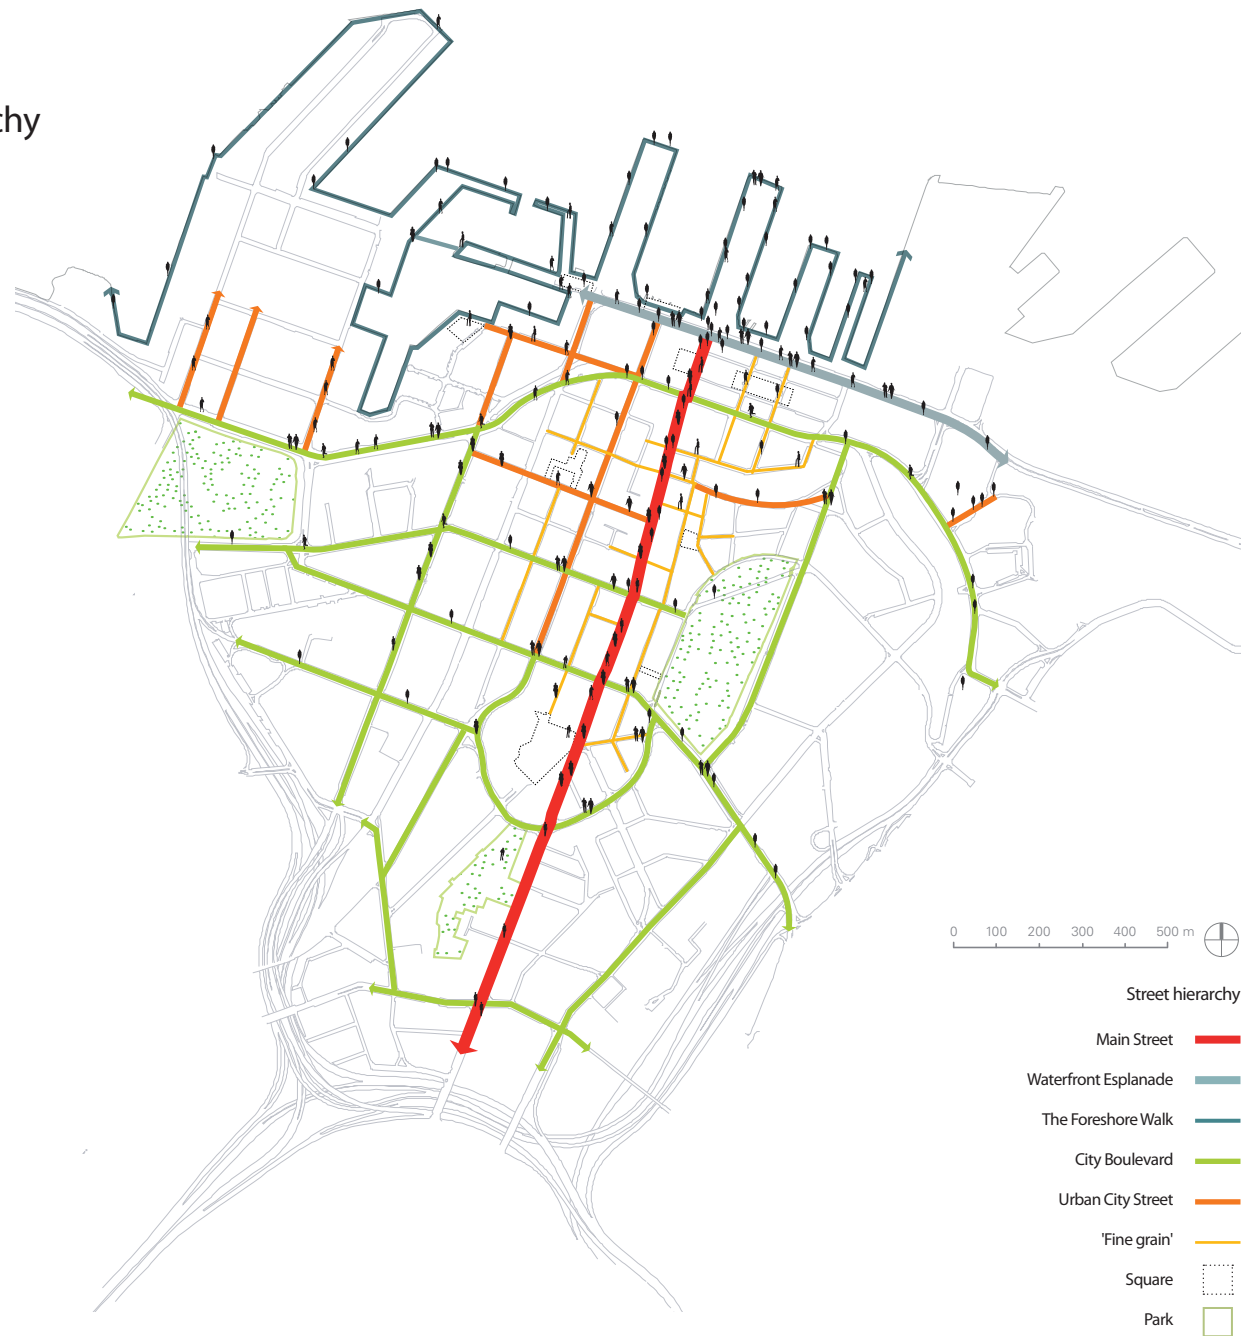 hy
0 100 200 300 400 500 m
Street hierarchy
Main Street
Waterfront Esplanade
The Foreshore Walk
City Boulevard
Urban City Street
'Fine grain'
Square
Park